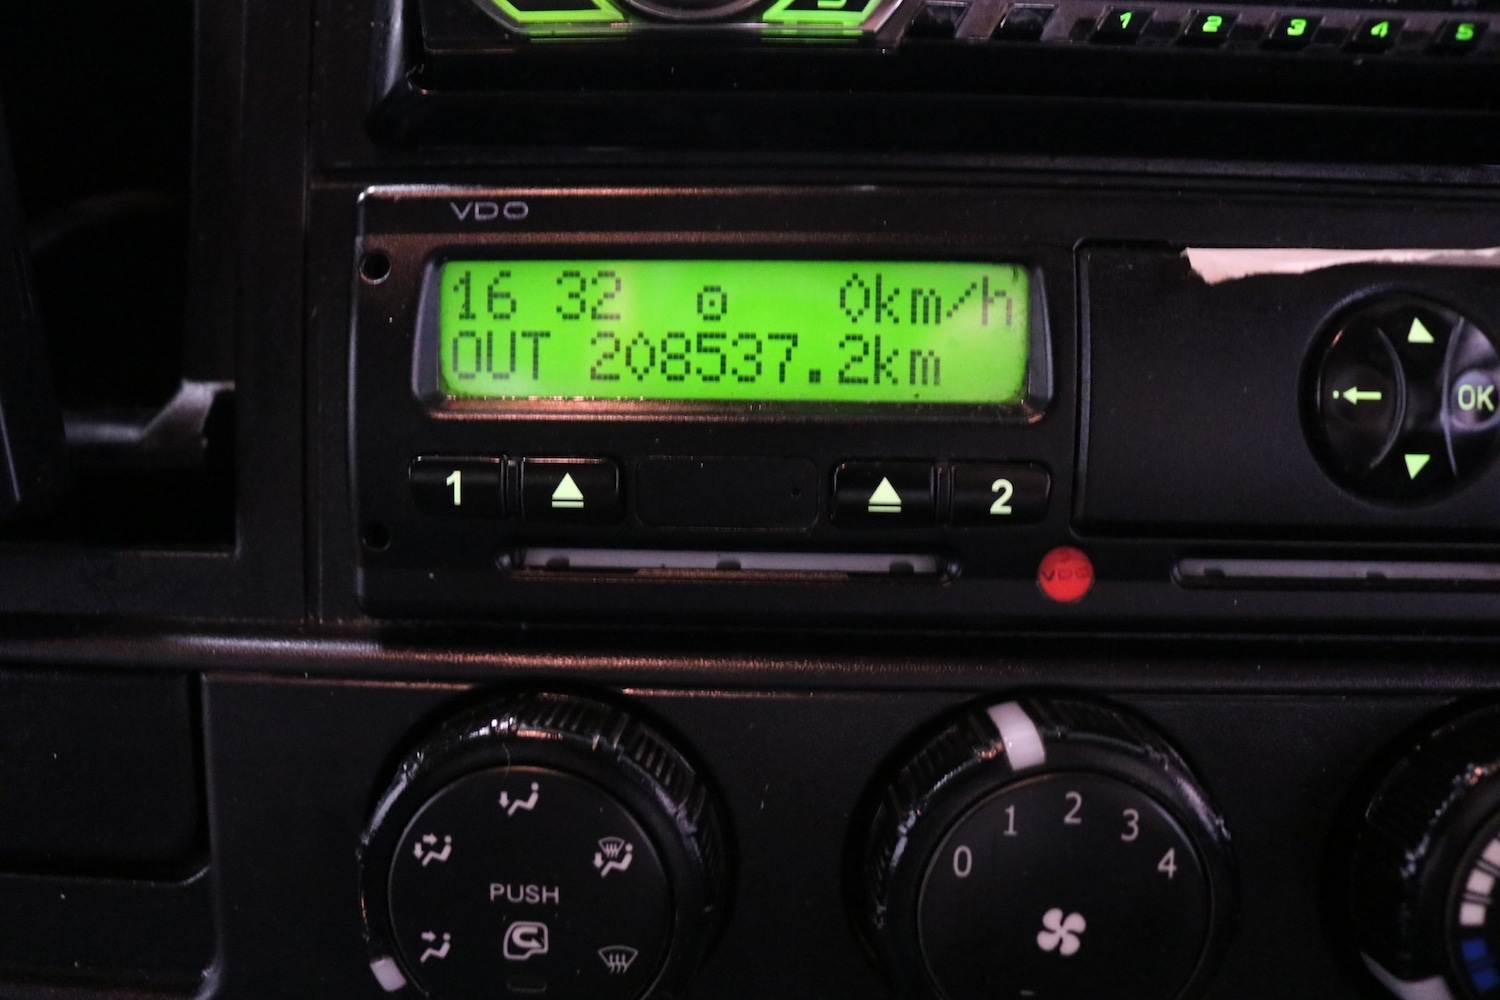 1 2 3 4 5
VDO
16 32 0km/h
OUT 208537.2km
1 2
OK
VDO
PUSH
0 1 2 3 4